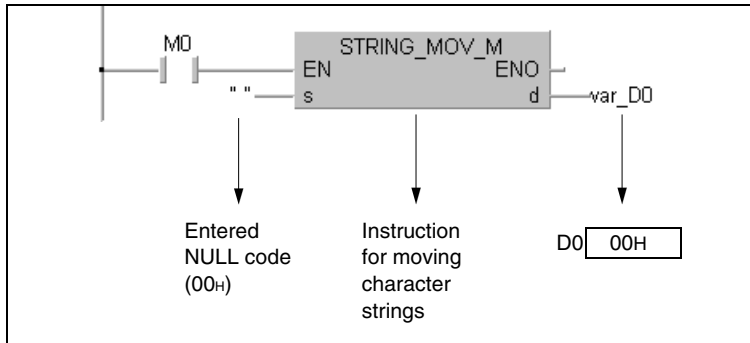 M0
STRING_MOV_M
EN ENO
" " s d var_D0
Entered
NULL code
(00H)
Instruction
for moving
character
strings
D0 00H